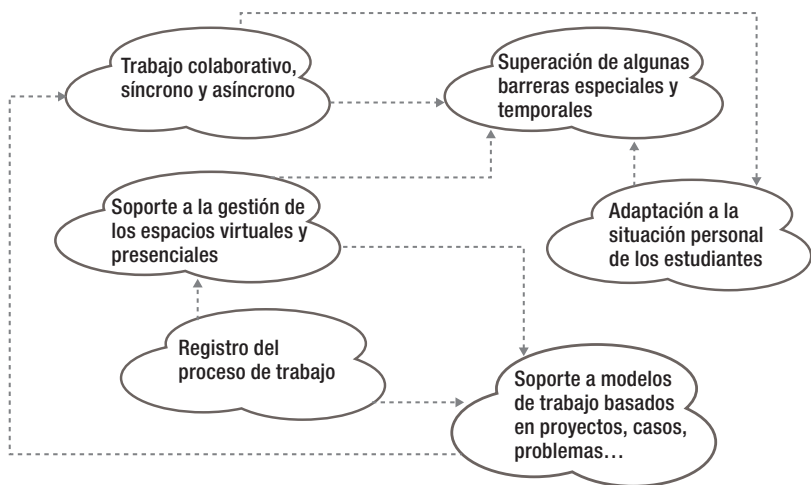 Trabajo colaborativo,
síncrono y asíncrono
Superación de algunas
barreras especiales y
temporales
Soporte a la gestión de
los espacios virtuales y
presenciales
Adaptación a la
situación personal
de los estudiantes
Registro del
proceso de trabajo
Soporte a modelos
de trabajo basados
en proyectos, casos,
problemas…